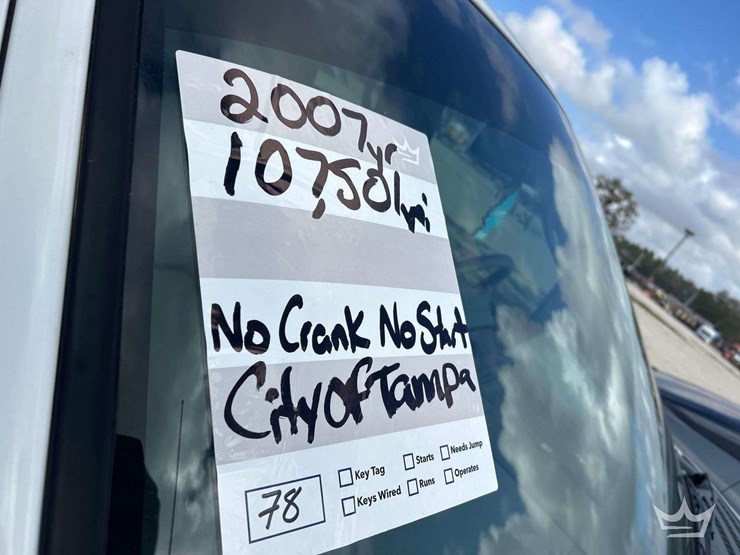 2007yr
107,501mi
No Crank No Start
City of Tampa
78
Key Tag Starts Needs Jump
Keys Wired Runs Operates